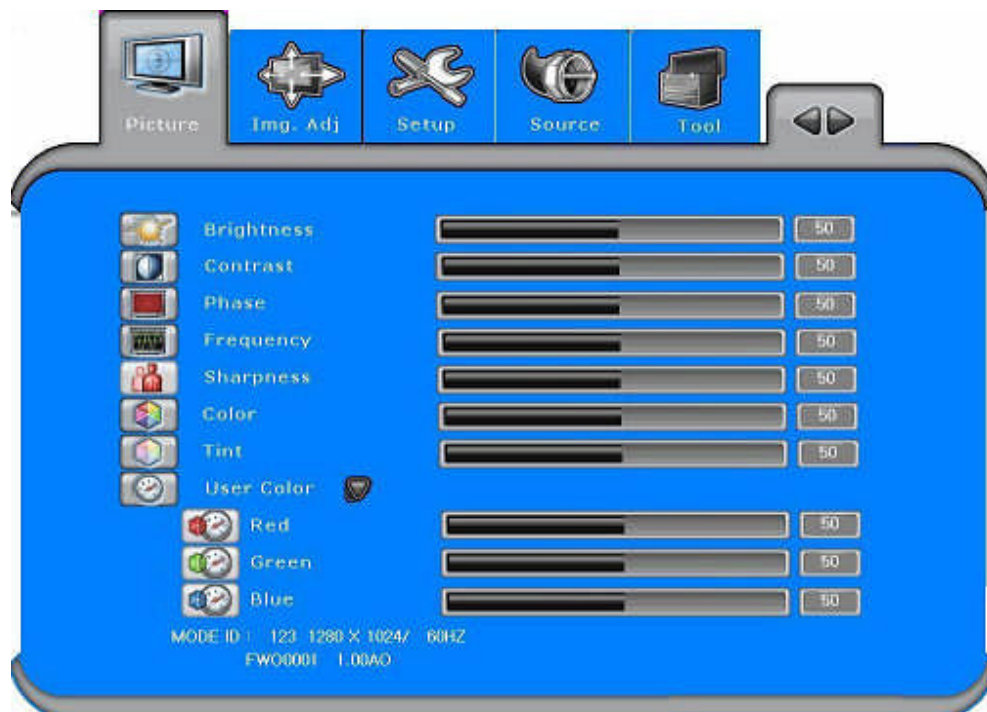 Picture Img. Adj Setup Source Tool
Brightness 50
Contrast 50
Phase 50
Frequency 50
Sharpness 50
Color 50
Tint 50
User Color
Red 50
Green 50
Blue 50
MODE ID : 123 1280 X 1024/ 60HZ
FWO0001 1.00AO